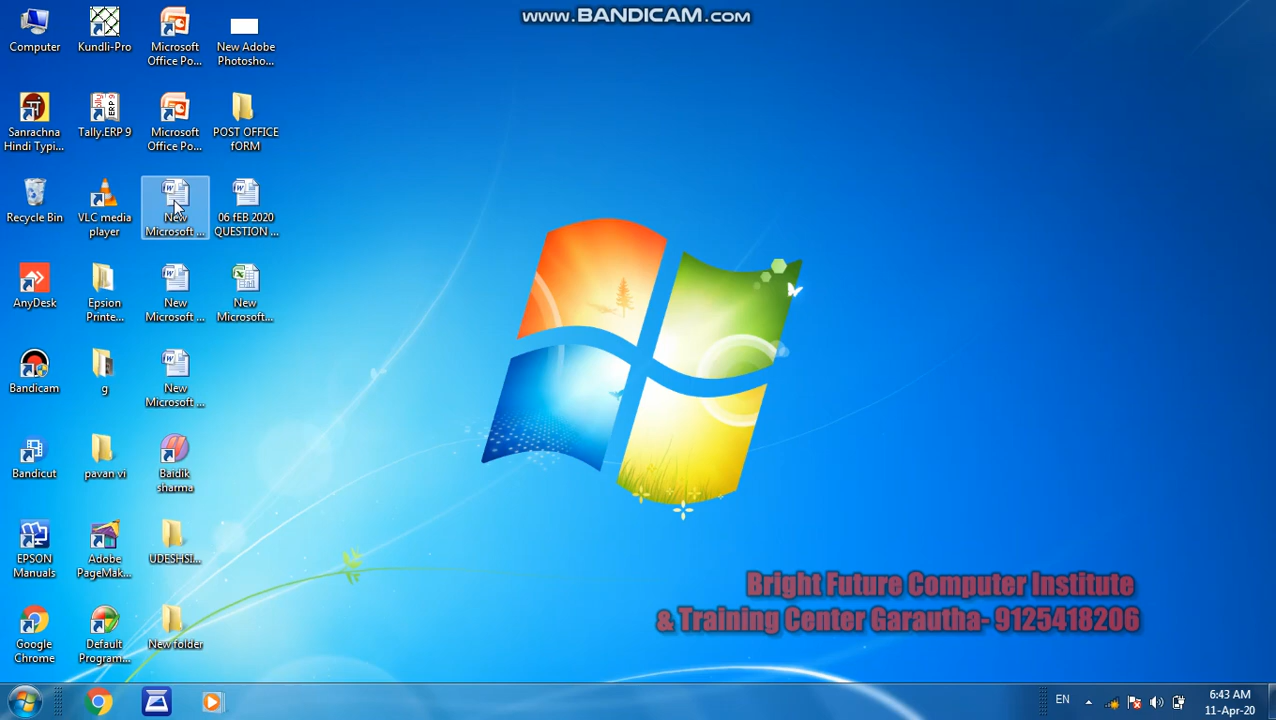 www.BANDICAM.com
Computer
Kundli-Pro
Microsoft
Office Po...
New Adobe
Photosho...
Sanrachna
Hindi Typi...
Tally.ERP 9
Microsoft
Office Po...
POST OFFICE
fORM
Recycle Bin
VLC media
player
New
Microsoft ...
06 fEB 2020
QUESTION ...
AnyDesk
Epsion
Printe...
New
Microsoft ...
New
Microsoft...
Bandicam
g
New
Microsoft ...
Bandicut
pavan vi
Baidik
sharma
EPSON
Manuals
Adobe
PageMak...
UDESHSI...
Google
Chrome
Default
Program...
New folder
Bright Future Computer Institute
& Training Center Garautha- 9125418206
EN
6:43 AM
11-Apr-20